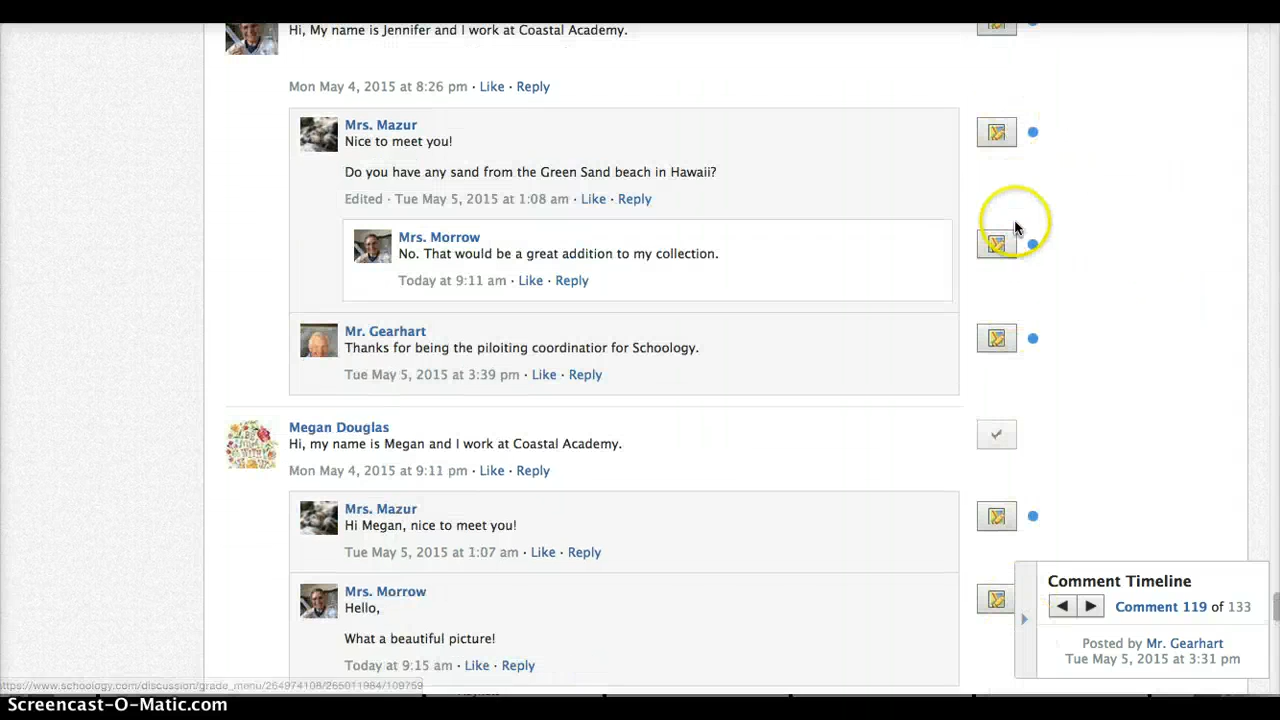 Hi, My name is Jennifer and I work at Coastal Academy.
Mon May 4, 2015 at 8:26 pm · Like · Reply
Mrs. Mazur
Nice to meet you!
Do you have any sand from the Green Sand beach in Hawaii?
Edited · Tue May 5, 2015 at 1:08 am · Like · Reply
Mrs. Morrow
No. That would be a great addition to my collection.
Today at 9:11 am · Like · Reply
Mr. Gearhart
Thanks for being the piloiting coordinatior for Schoology.
Tue May 5, 2015 at 3:39 pm · Like · Reply
Megan Douglas
Hi, my name is Megan and I work at Coastal Academy.
Mon May 4, 2015 at 9:11 pm · Like · Reply
Mrs. Mazur
Hi Megan, nice to meet you!
Tue May 5, 2015 at 1:07 am · Like · Reply
Mrs. Morrow
Hello,
What a beautiful picture!
Today at 9:15 am · Like · Reply
Comment Timeline
Comment 119 of 133
Posted by Mr. Gearhart
Tue May 5, 2015 at 3:31 pm
https://www.schoology.com/discussion/grade_menu/264974108/265011984/109759
Screencast-O-Matic.com